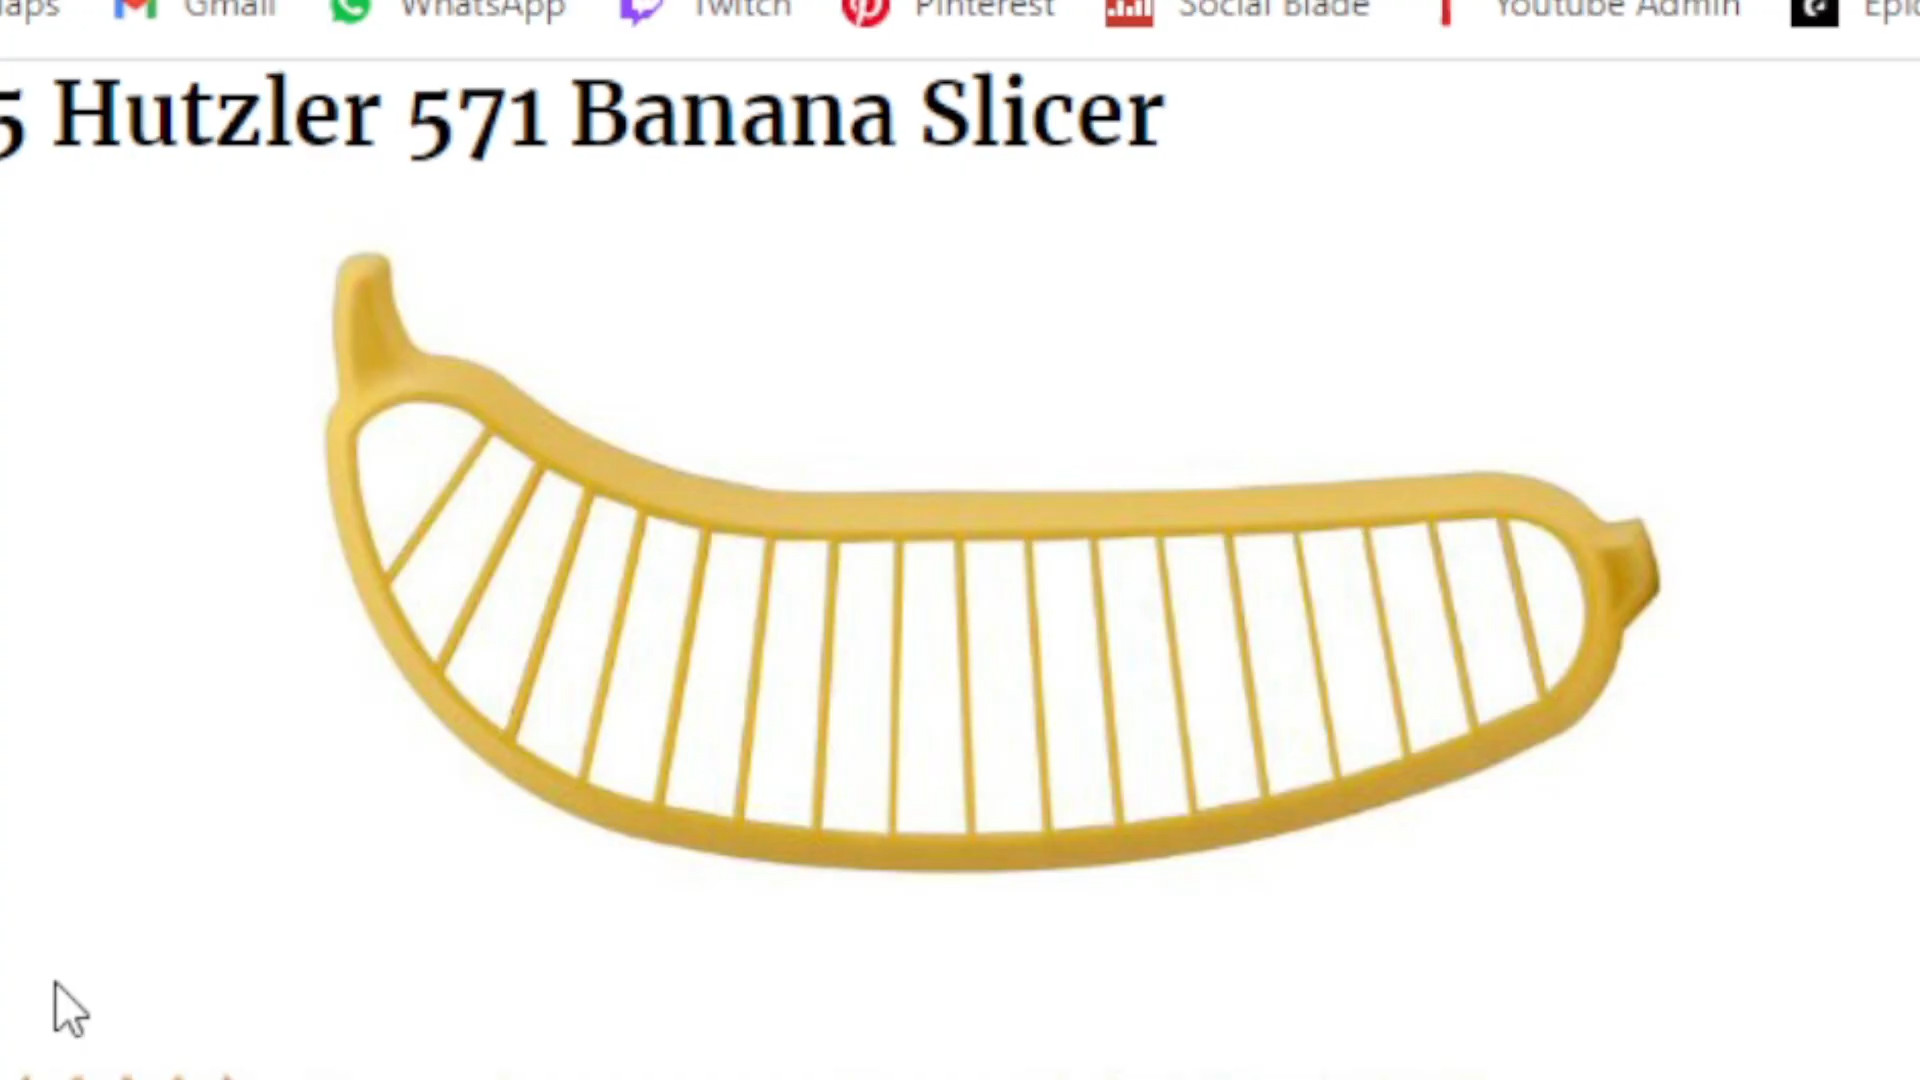 Gmail WhatsApp Twitch Pinterest Social Blade Youtube Admin
5 Hutzler 571 Banana Slicer